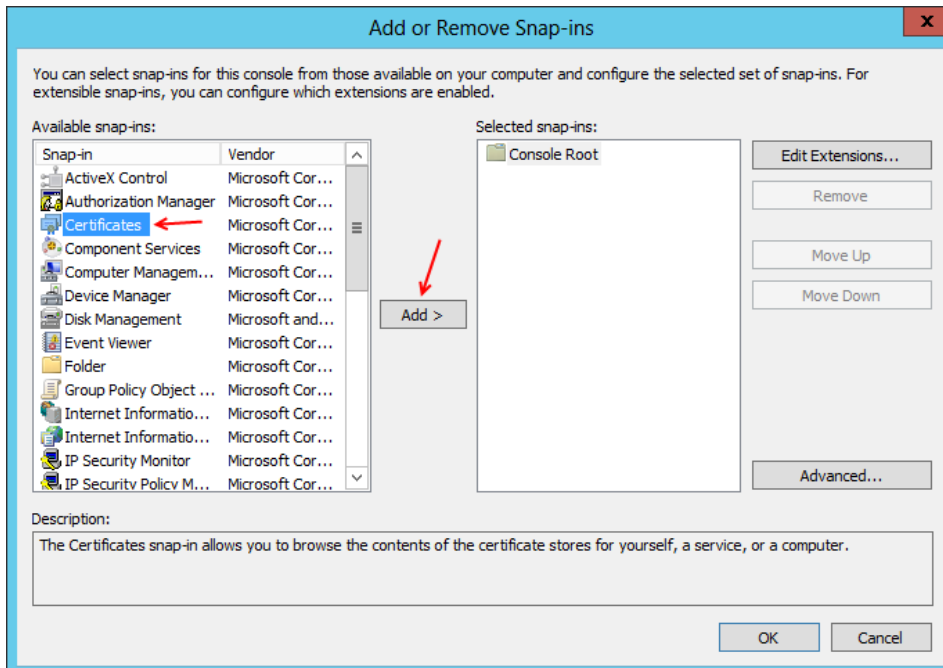 Add or Remove Snap-ins
x
You can select snap-ins for this console from those available on your computer and configure the selected set of snap-ins. For
extensible snap-ins, you can configure which extensions are enabled.
Available snap-ins:
Selected snap-ins:
Snap-in Vendor
ActiveX Control Microsoft Cor...
Authorization Manager Microsoft Cor...
Certificates Microsoft Cor...
Component Services Microsoft Cor...
Computer Managem... Microsoft Cor...
Device Manager Microsoft Cor...
Disk Management Microsoft and...
Event Viewer Microsoft Cor...
Folder Microsoft Cor...
Group Policy Object ... Microsoft Cor...
Internet Informatio... Microsoft Cor...
Internet Informatio... Microsoft Cor...
IP Security Monitor Microsoft Cor...
IP Security Policy M... Microsoft Cor...
Add >
Console Root
Edit Extensions...
Remove
Move Up
Move Down
Advanced...
Description:
The Certificates snap-in allows you to browse the contents of the certificate stores for yourself, a service, or a computer.
OK
Cancel